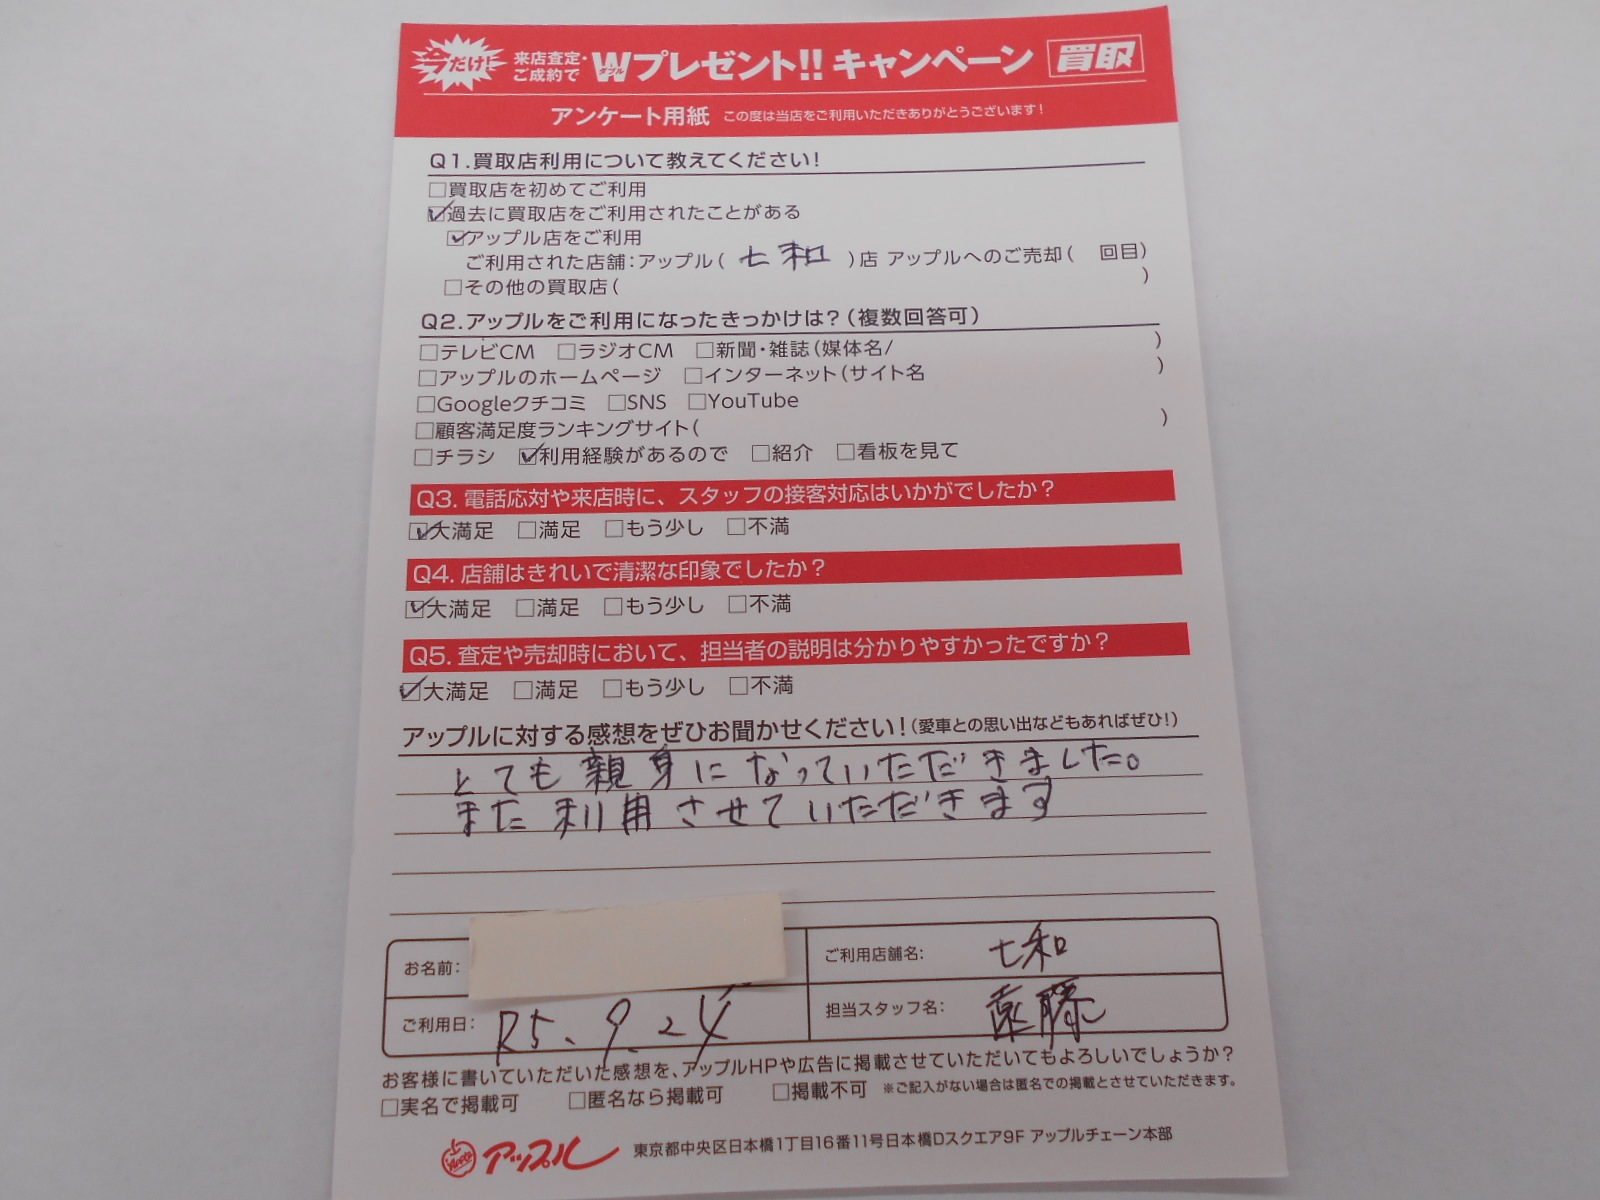 今だけ! 来店査定・ご成約で Wダブルプレゼント!! キャンペーン 買取
アンケート用紙 この度は当店をご利用いただきありがとうございます!
Q1.買取店利用について教えてください!
□買取店を初めてご利用
☑過去に買取店をご利用されたことがある
☑アップル店をご利用
ご利用された店舗:アップル( 七和 )店 アップルへのご売却( 回目)
□その他の買取店( )
Q2.アップルをご利用になったきっかけは?(複数回答可)
□テレビCM □ラジオCM □新聞・雑誌(媒体名/ )
□アップルのホームページ □インターネット(サイト名 )
□Googleクチコミ □SNS □YouTube
□顧客満足度ランキングサイト( )
□チラシ ☑利用経験があるので □紹介 □看板を見て
Q3. 電話応対や来店時に、スタッフの接客対応はいかがでしたか?
☑大満足 □満足 □もう少し □不満
Q4. 店舗はきれいで清潔な印象でしたか?
☑大満足 □満足 □もう少し □不満
Q5. 査定や売却時において、担当者の説明は分かりやすかったですか?
☑大満足 □満足 □もう少し □不満
アップルに対する感想をぜひお聞かせください!(愛車との思い出などもあればぜひ!)
とても親身になっていただきました。
また利用させていただきます
お名前:
ご利用店舗名: 七和
ご利用日: R5.9.24
担当スタッフ名: 遠藤
お客様に書いていただいた感想を、アップルHPや広告に掲載させていただいてもよろしいでしょうか?
□実名で掲載可 □匿名なら掲載可 □掲載不可 ※ご記入がない場合は匿名での掲載とさせていただきます。
アップル 東京都中央区日本橋1丁目16番11号日本橋Dスクエア9F アップルチェーン本部